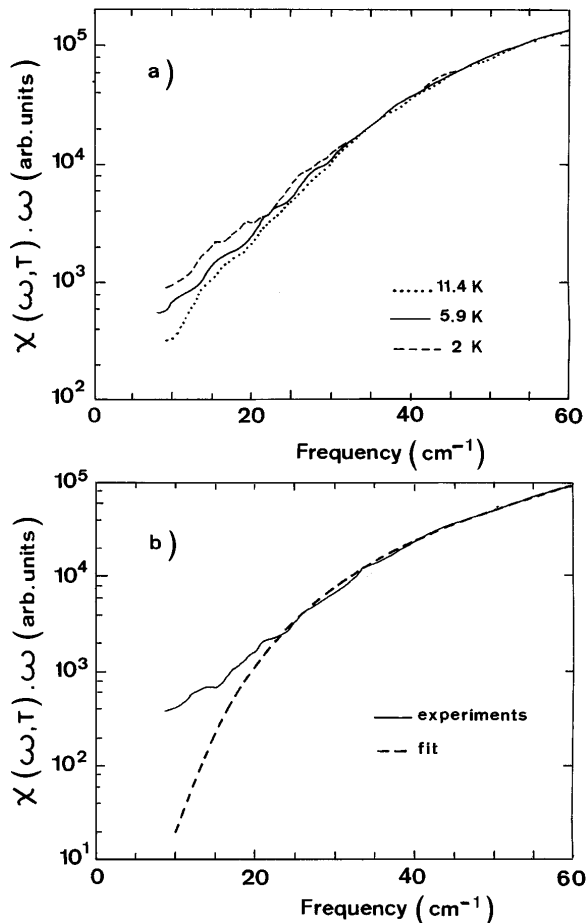 10^5
a)
10^4
10^3
10^2
χ(ω,T).ω (arb.units)
11.4 K
5.9 K
2 K
0 20 40 60
Frequency (cm^-1)
10^5
b)
10^4
10^3
10^2
10^1
χ(ω,T).ω (arb.units)
experiments
fit
0 20 40 60
Frequency (cm^-1)